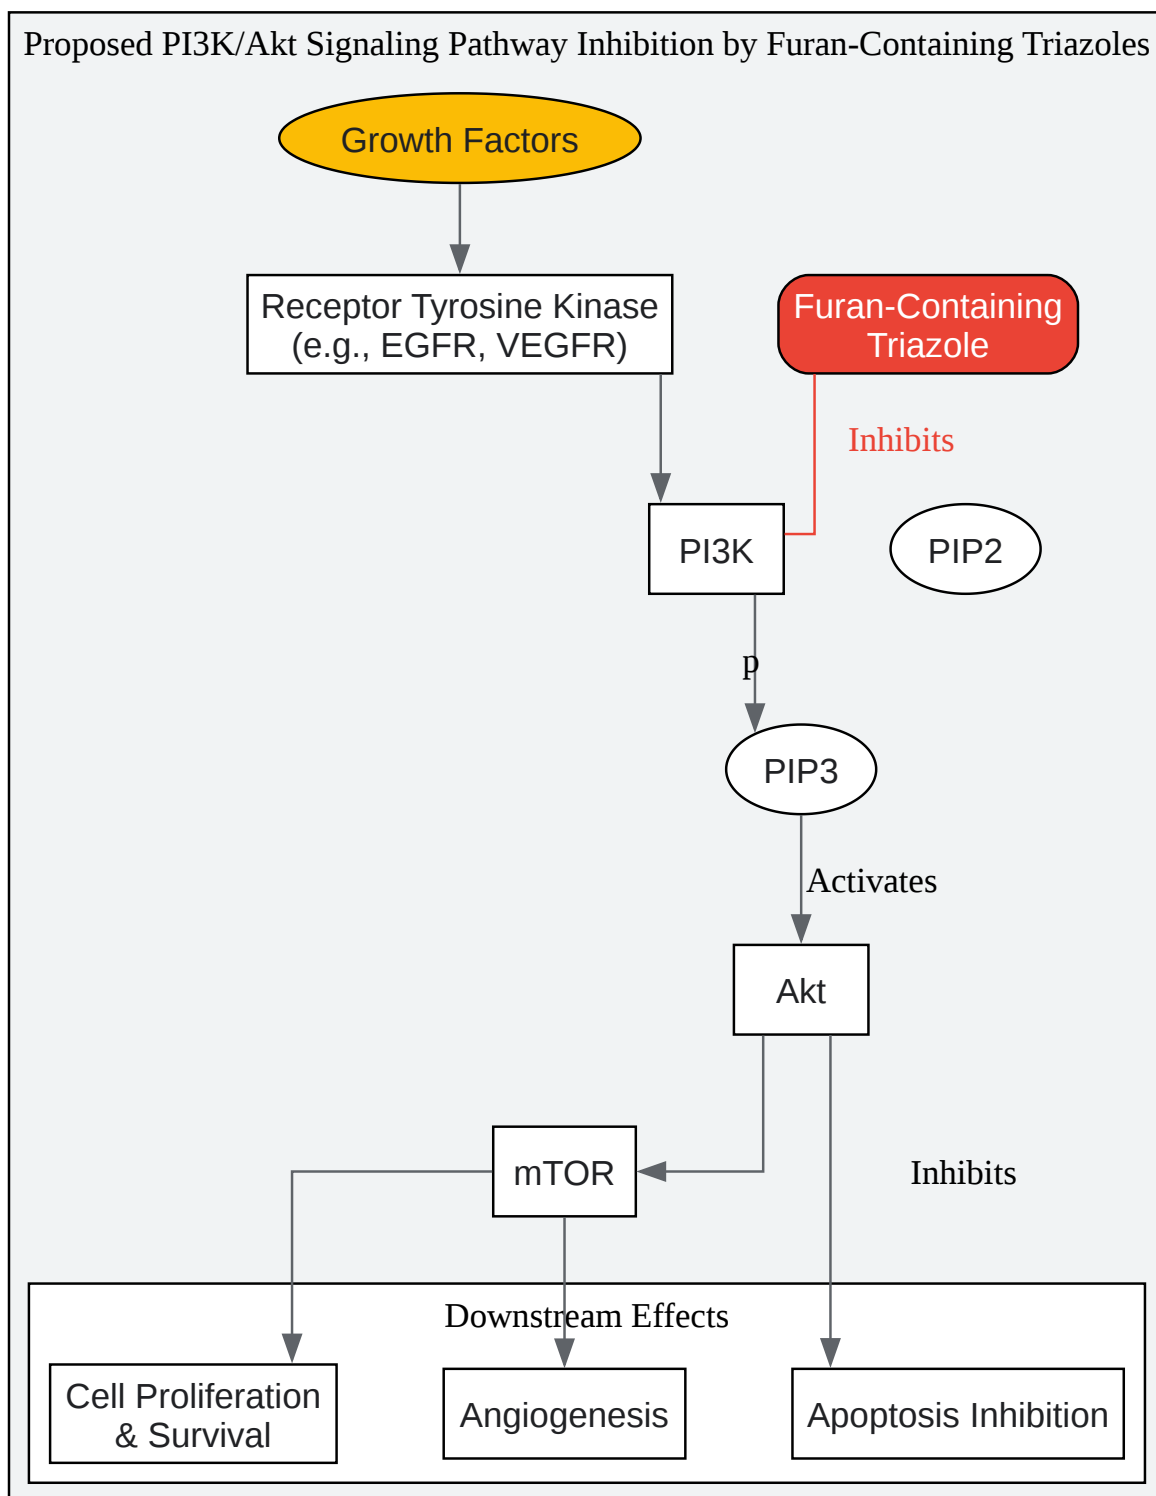 Proposed PI3K/Akt Signaling Pathway Inhibition by Furan-Containing Triazoles
Growth Factors
Receptor Tyrosine Kinase
(e.g., EGFR, VEGFR)
Furan-Containing
Triazole
Inhibits
PI3K
PIP2
p
PIP3
Activates
Akt
mTOR
Inhibits
Downstream Effects
Cell Proliferation
& Survival
Angiogenesis
Apoptosis Inhibition